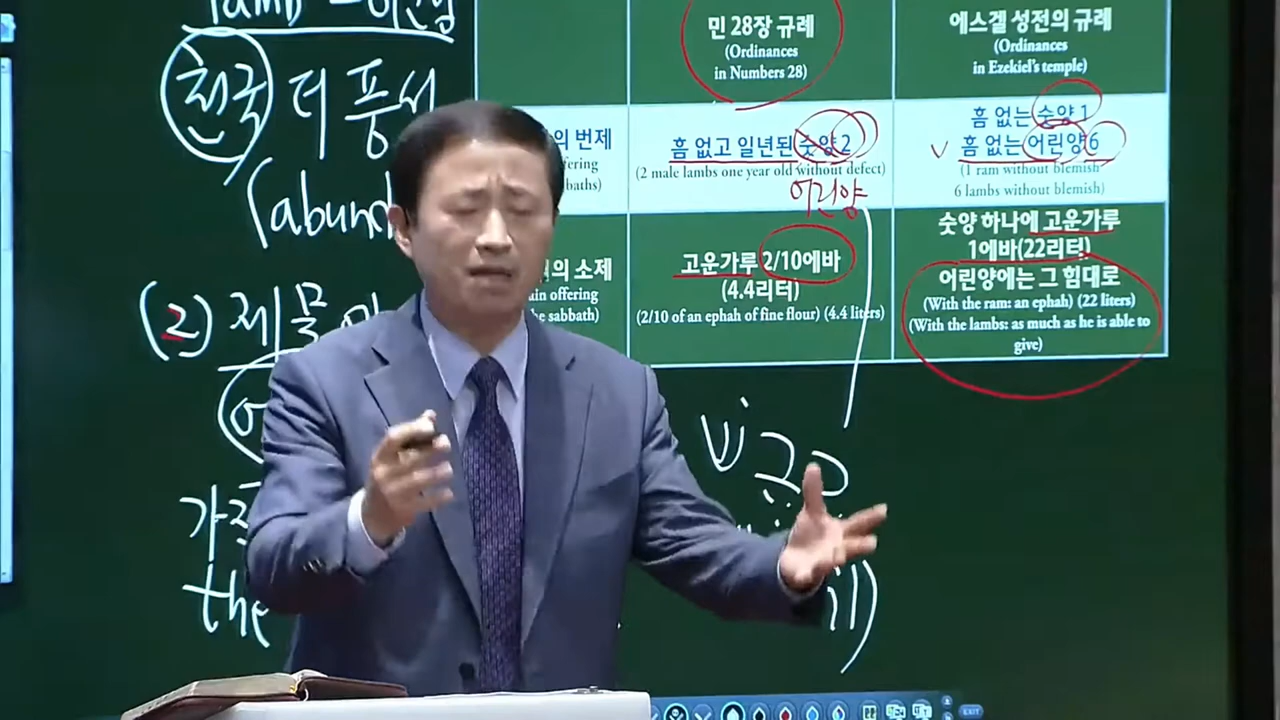 lamb
천국 더 풍성
(abund
(2) 제물
the
민 28장 규례
(Ordinances
in Numbers 28)
에스겔 성전의 규례
(Ordinances
in Ezekiel's temple)
의 번제
fering
baths)
흠 없고 일년된 숫양 2
(2 male lambs one year old without defect)
어린양
흠 없는 숫양 1
v 흠 없는 어린양 6
(1 ram without blemish
6 lambs without blemish)
의 소제
ain offering
he sabbath)
고운가루 2/10에바
(4.4리터)
(2/10 of an ephah of fine flour) (4.4 liters)
숫양 하나에 고운가루
1에바(22리터)
어린양에는 그 힘대로
(With the ram: an ephah) (22 liters)
(With the lambs: as much as he is able to
give)
EXIT